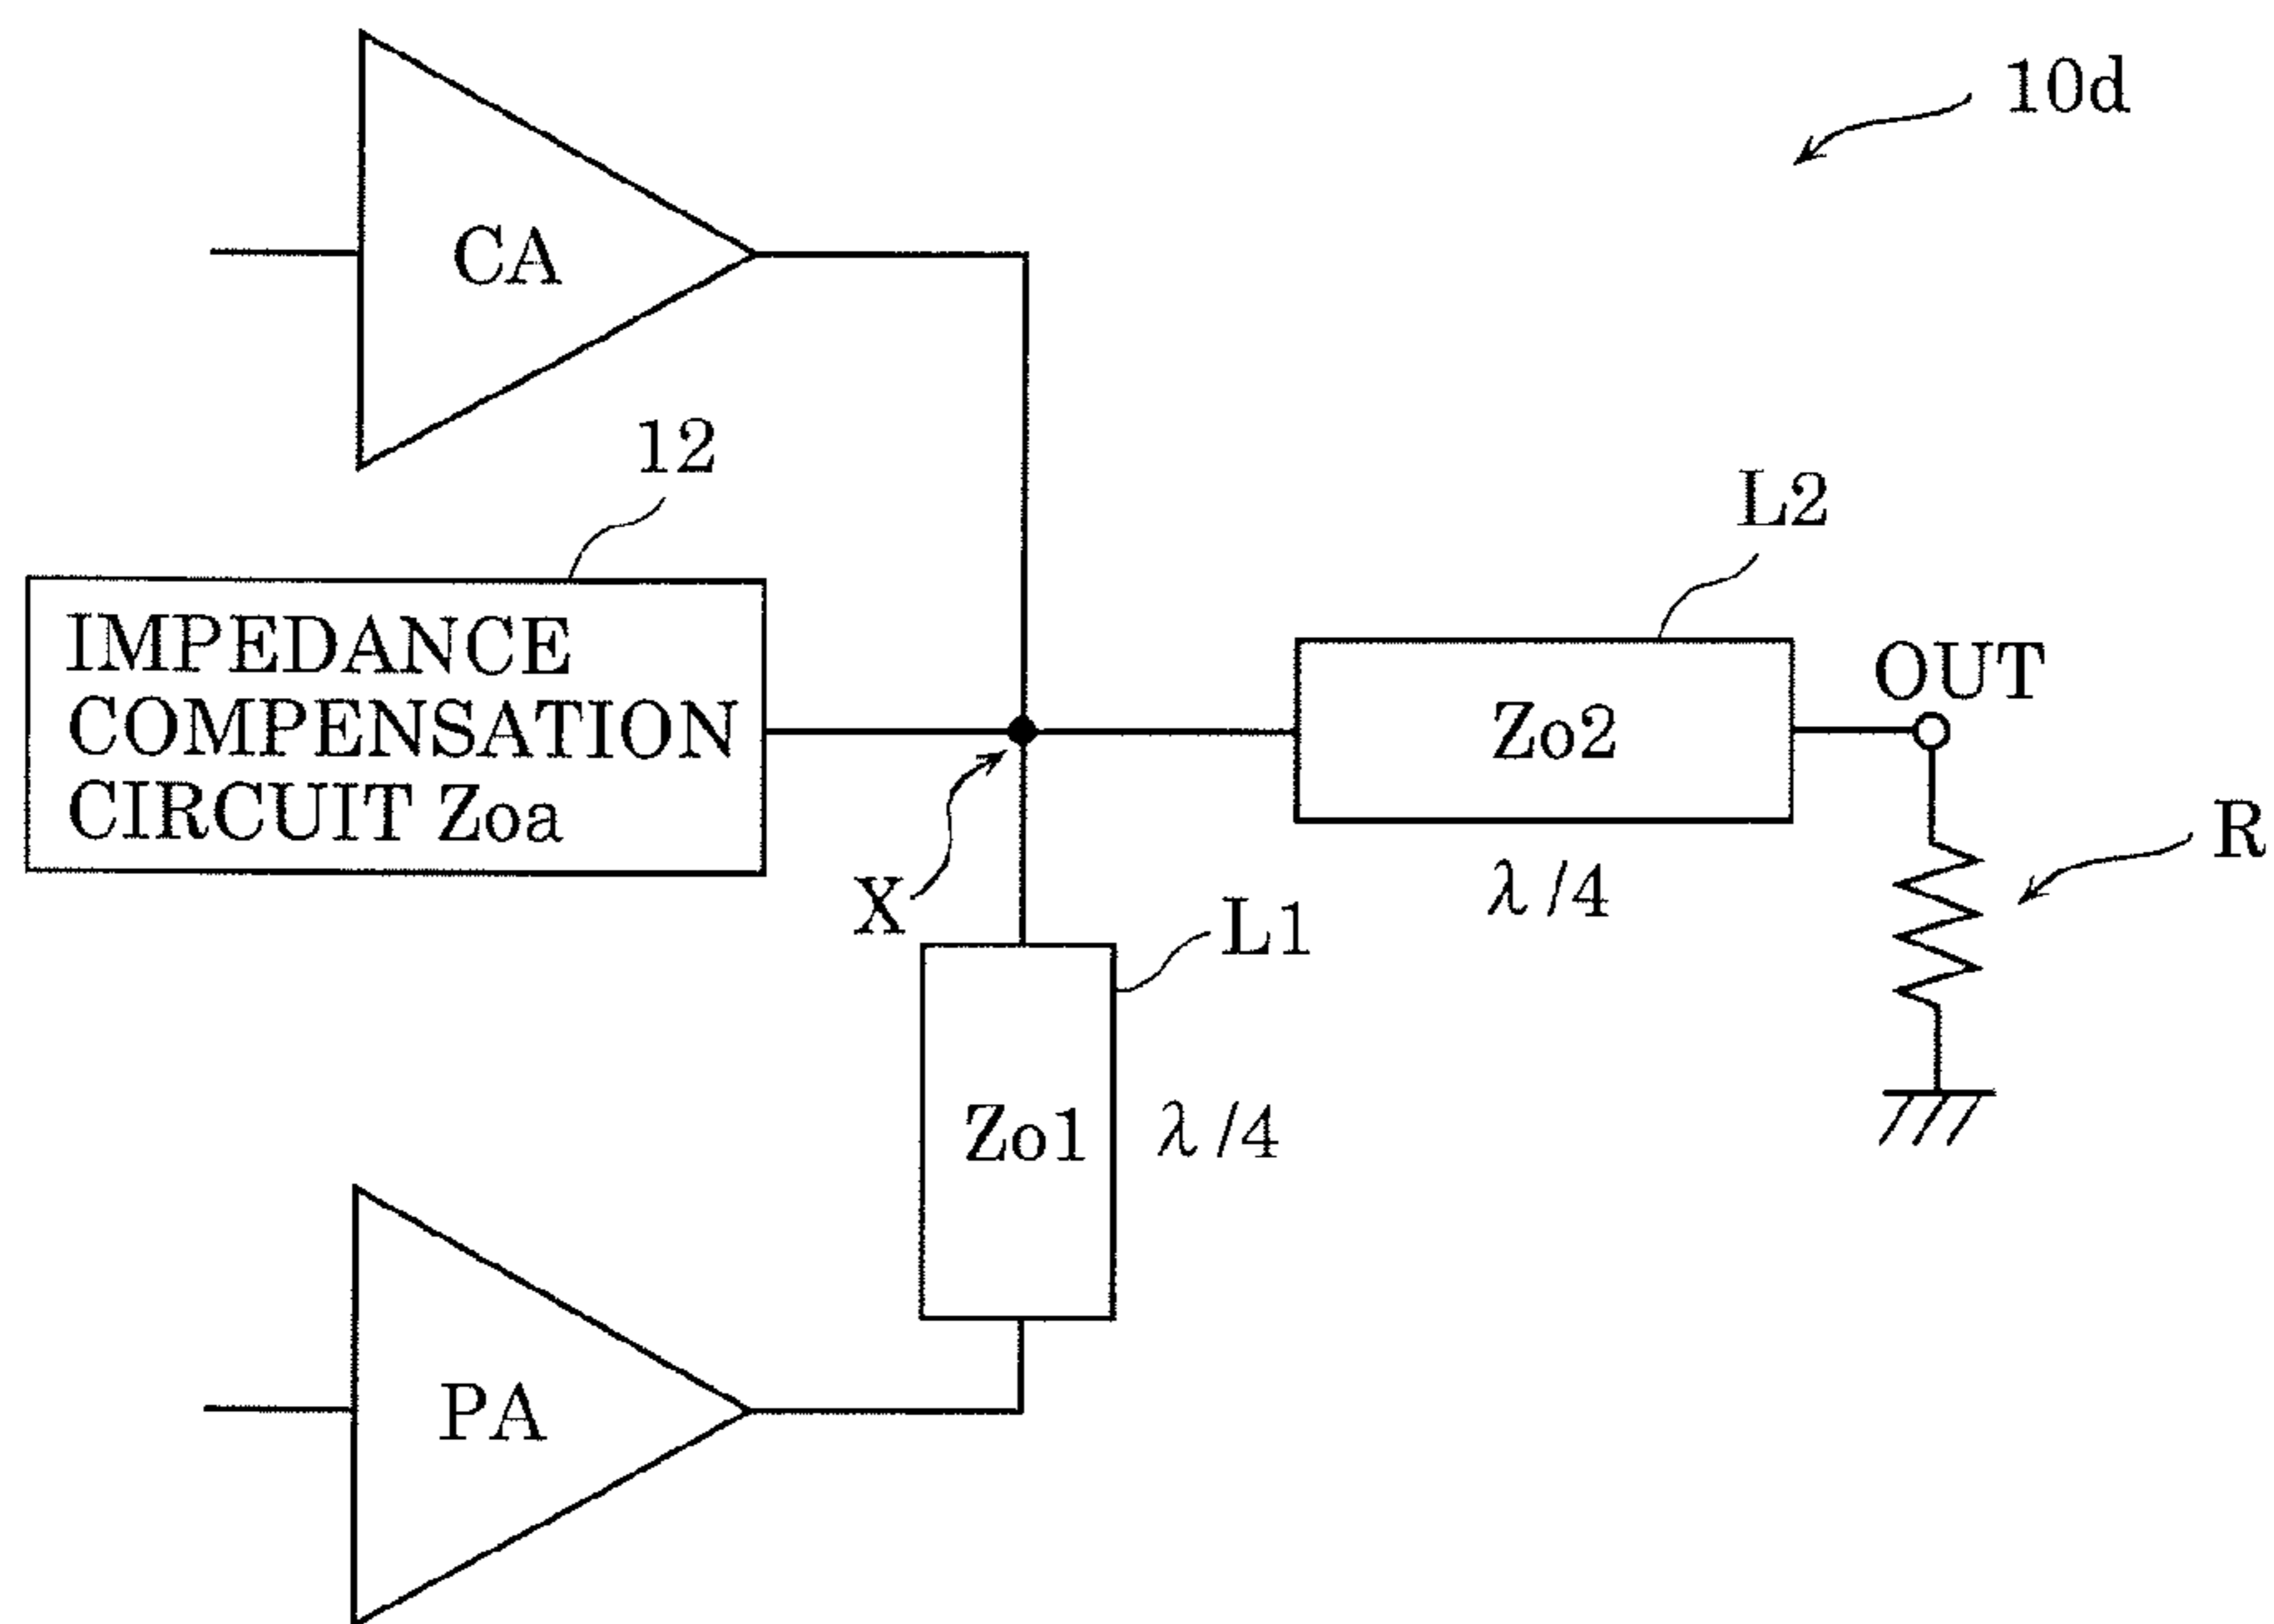 10d
CA
12
IMPEDANCE
COMPENSATION
CIRCUIT Zoa
X
L2
Zo2
λ/4
OUT
R
L1
Zo1
λ/4
PA